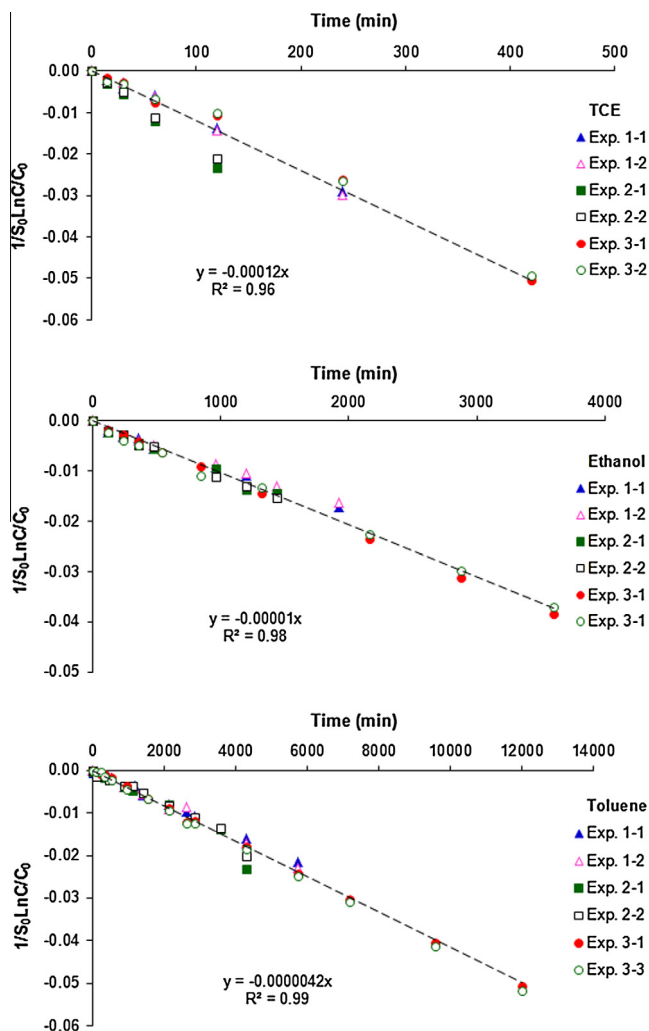 Time (min)
0 100 200 300 400 500
0.00
-0.01
-0.02
-0.03
-0.04
-0.05
-0.06
1/S0LnC/C0
TCE
Exp. 1-1
Exp. 1-2
Exp. 2-1
Exp. 2-2
Exp. 3-1
Exp. 3-2
y = -0.00012x
R² = 0.96
Time (min)
0 1000 2000 3000 4000
0.00
-0.01
-0.02
-0.03
-0.04
-0.05
1/S0LnC/C0
Ethanol
Exp. 1-1
Exp. 1-2
Exp. 2-1
Exp. 2-2
Exp. 3-1
Exp. 3-1
y = -0.00001x
R² = 0.98
Time (min)
0 2000 4000 6000 8000 10000 12000 14000
0.00
-0.01
-0.02
-0.03
-0.04
-0.05
-0.06
1/S0LnC/C0
Toluene
Exp. 1-1
Exp. 1-2
Exp. 2-1
Exp. 2-2
Exp. 3-1
Exp. 3-3
y = -0.0000042x
R² = 0.99